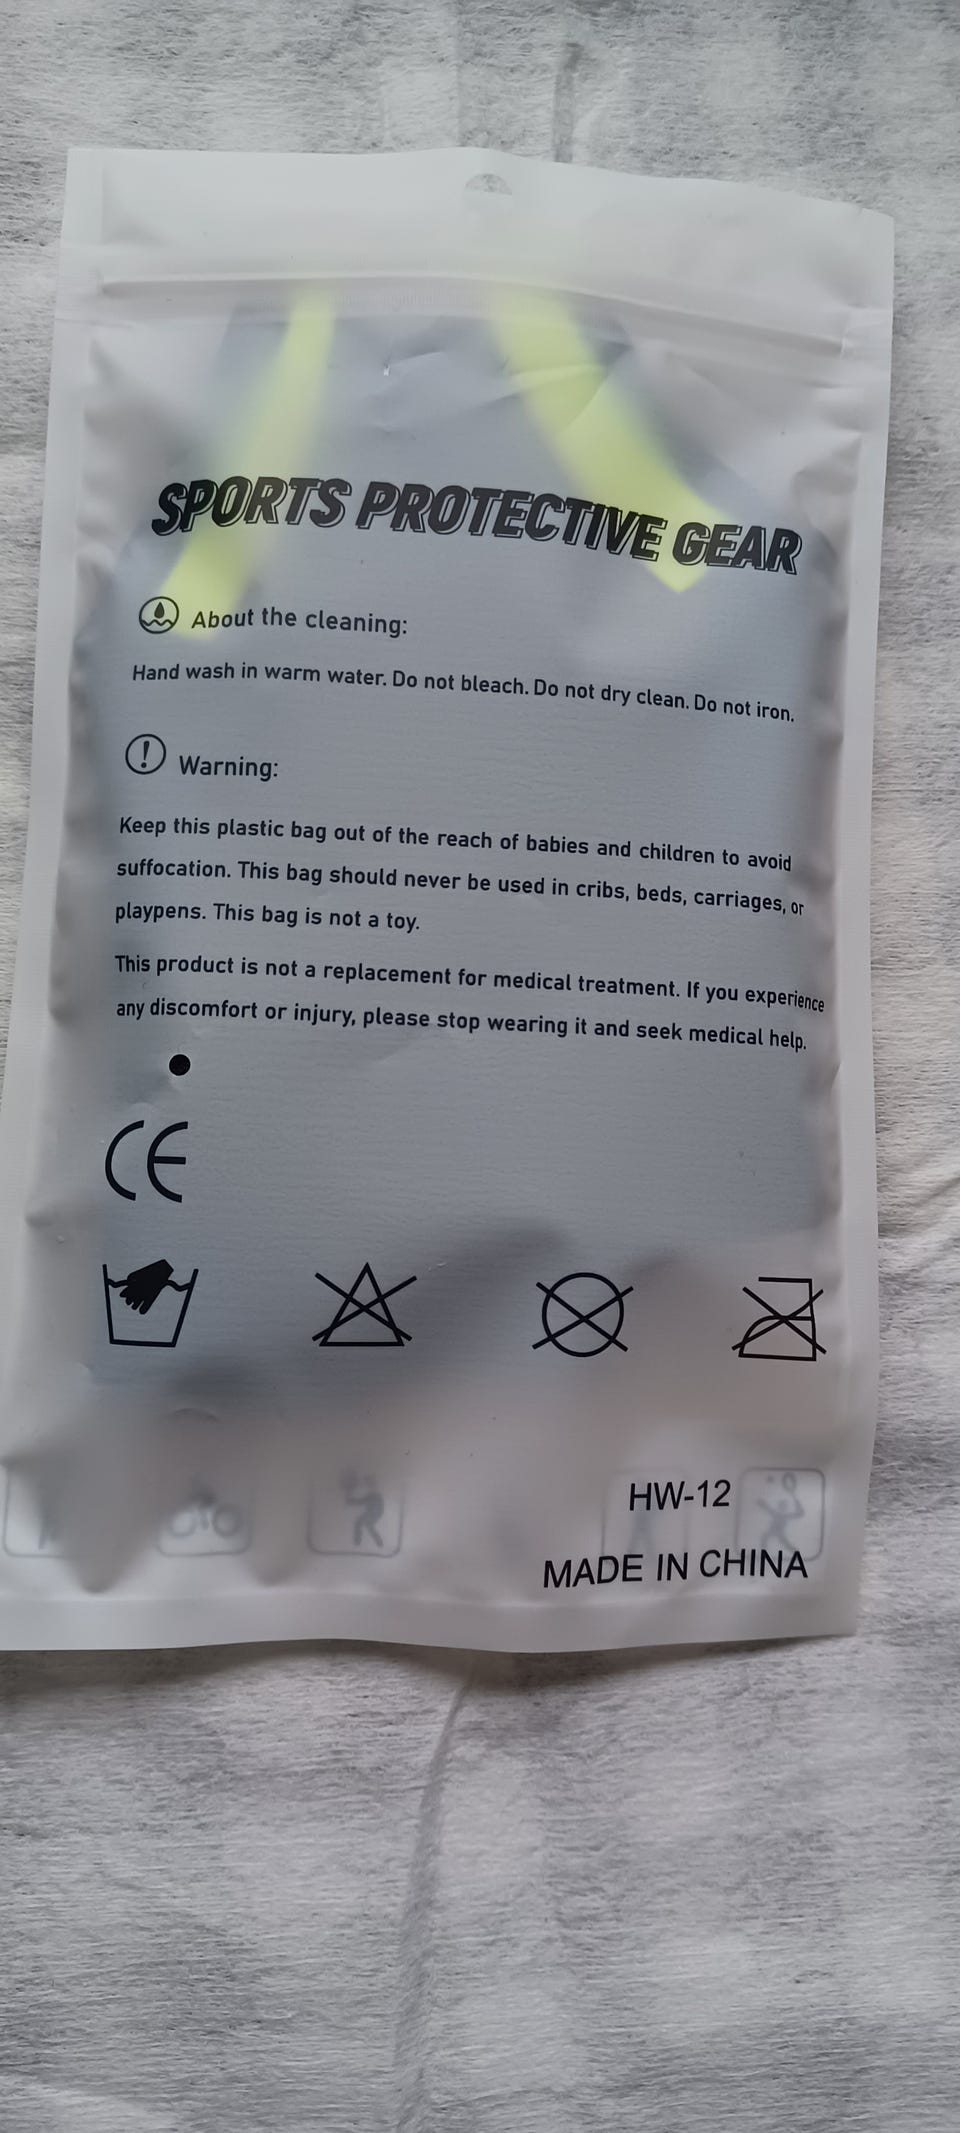 SPORTS PROTECTIVE GEAR
About the cleaning:
Hand wash in warm water. Do not bleach. Do not dry clean. Do not iron.
Warning:
Keep this plastic bag out of the reach of babies and children to avoid
suffocation. This bag should never be used in cribs, beds, carriages, or
playpens. This bag is not a toy.
This product is not a replacement for medical treatment. If you experience
any discomfort or injury, please stop wearing it and seek medical help.
CE
HW-12
MADE IN CHINA